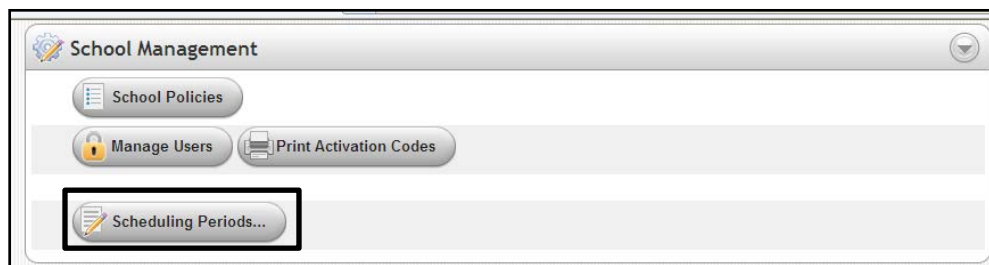 School Management
School Policies
Manage Users Print Activation Codes
Scheduling Periods...